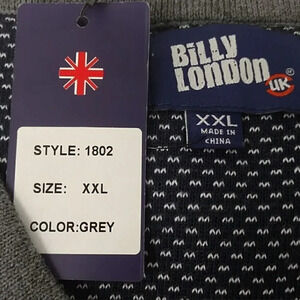 STYLE: 1802
SIZE: XXL
COLOR:GREY
BILLY
LONDON
UK
XXL
MADE IN
CHINA